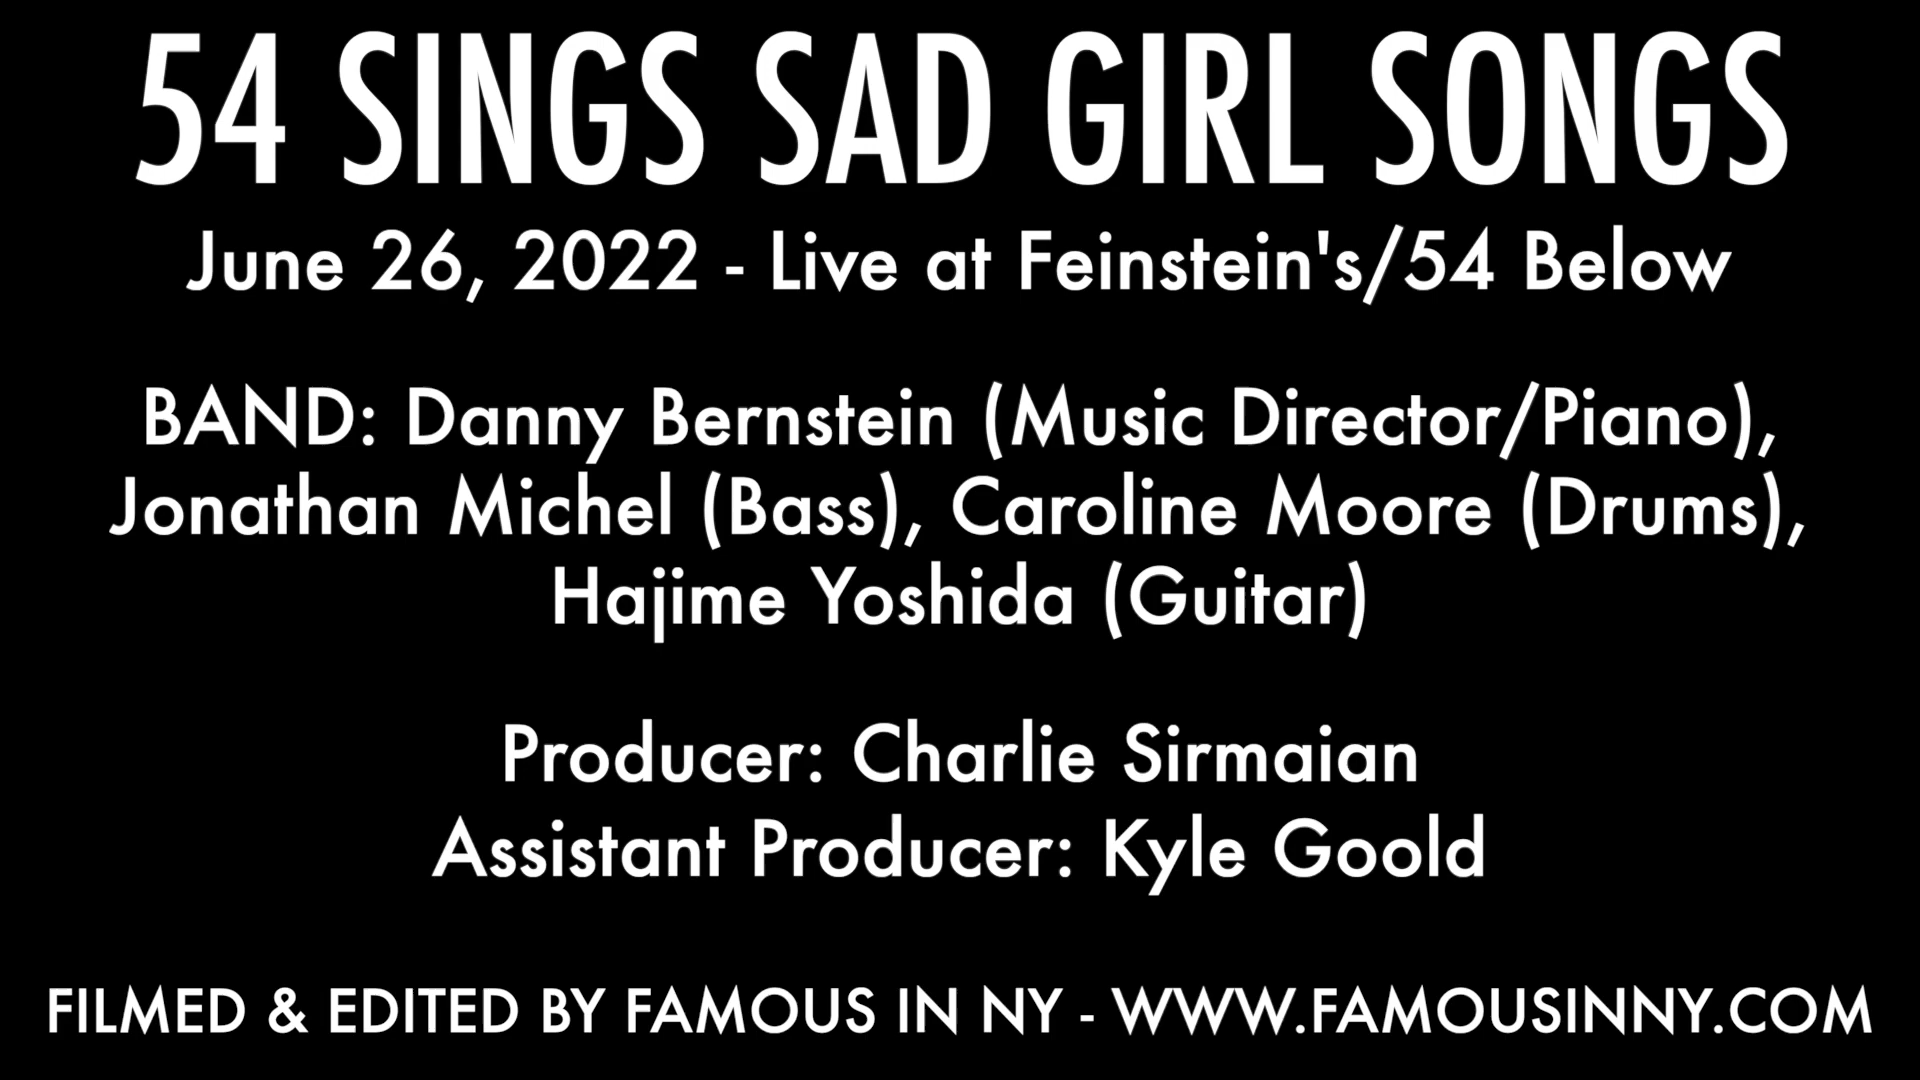 54 SINGS SAD GIRL SONGS
June 26, 2022 - Live at Feinstein's/54 Below
BAND: Danny Bernstein (Music Director/Piano),
Jonathan Michel (Bass), Caroline Moore (Drums),
Hajime Yoshida (Guitar)
Producer: Charlie Sirmaian
Assistant Producer: Kyle Goold
FILMED & EDITED BY FAMOUS IN NY - WWW.FAMOUSINNY.COM